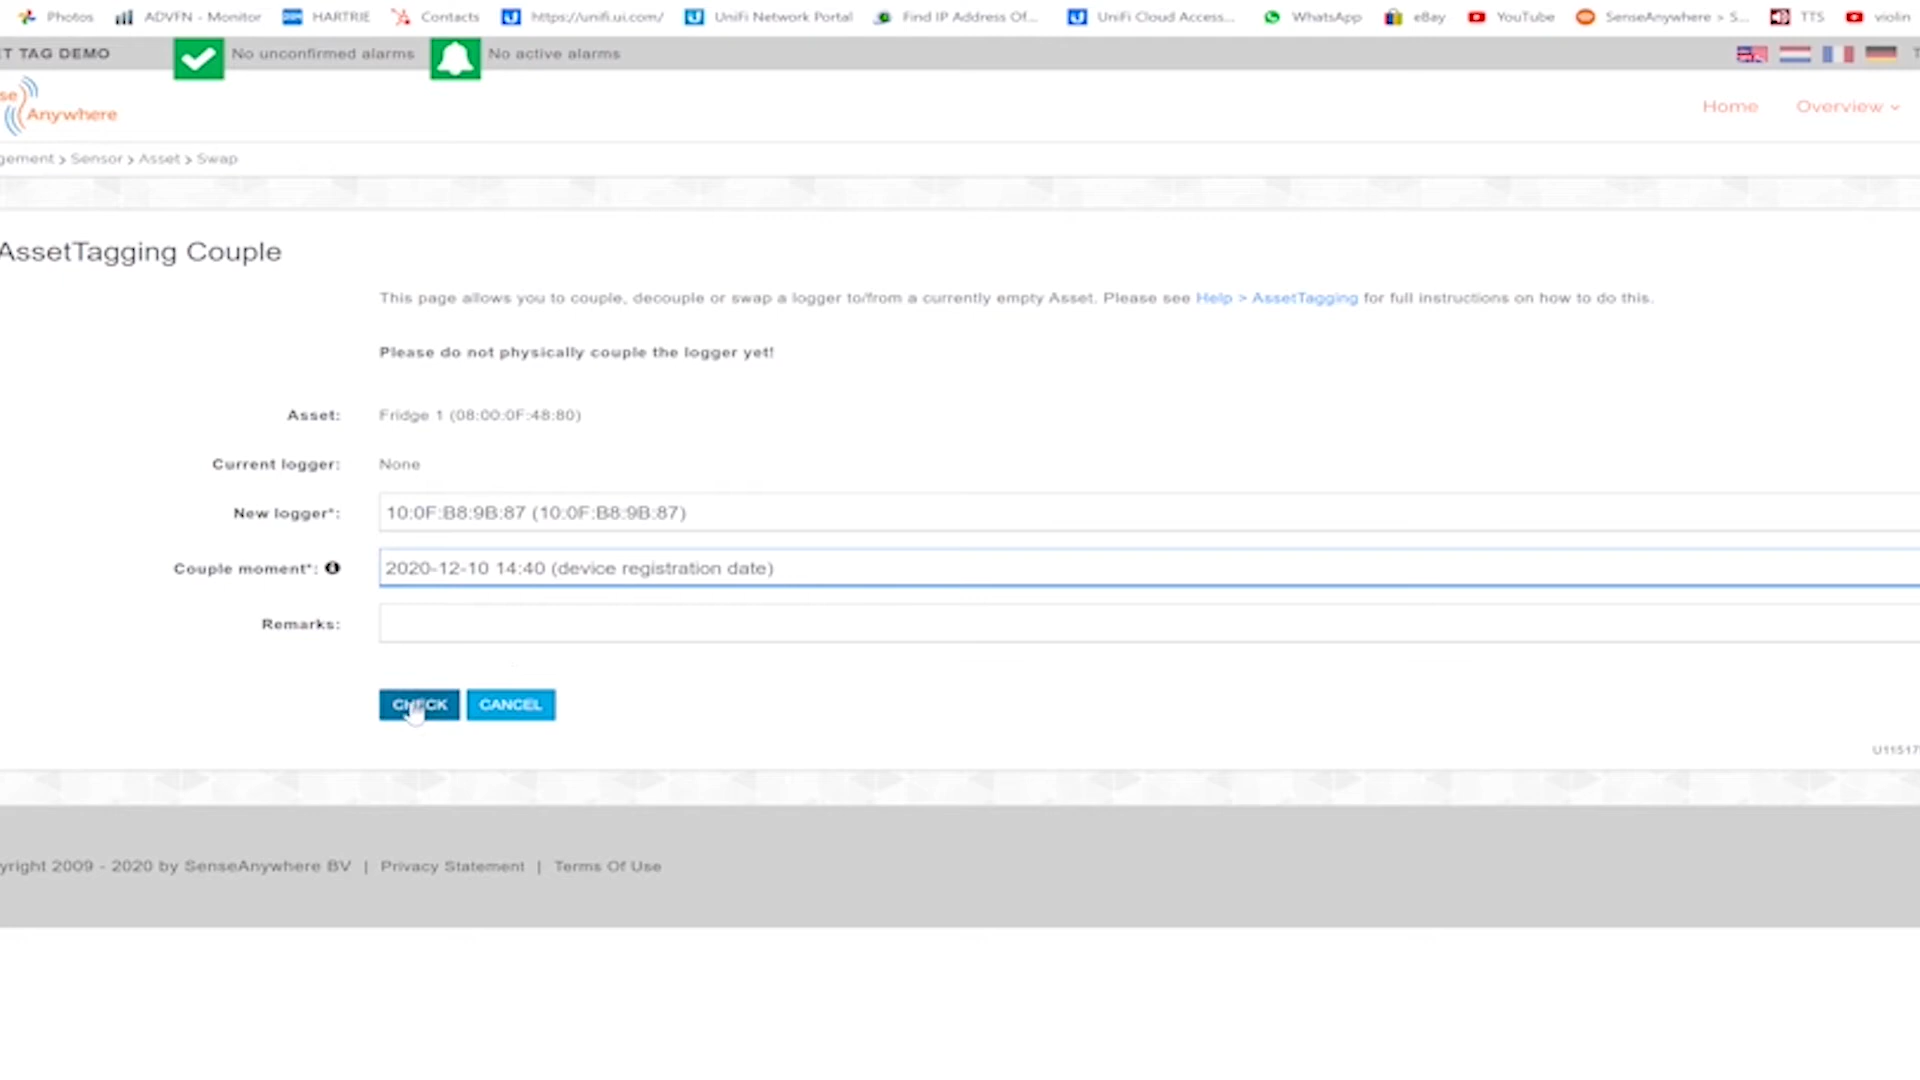 Photos ADVFN - Monitor HARTRIE Contacts https://unifi.ui.com/ UniFi Network Portal Find IP Address Of... UniFi Cloud Access... WhatsApp eBay YouTube SenseAnywhere > S... TTS violin
T TAG DEMO No unconfirmed alarms No active alarms
se
Anywhere
Home Overview
gement > Sensor > Asset > Swap
AssetTagging Couple
This page allows you to couple, decouple or swap a logger to/from a currently empty Asset. Please see Help > AssetTagging for full instructions on how to do this.
Please do not physically couple the logger yet!
Asset: Fridge 1 (08:00:0F:48:80)
Current logger: None
New logger*: 10:0F:B8:9B:87 (10:0F:B8:9B:87)
Couple moment*: 2020-12-10 14:40 (device registration date)
Remarks:
CHECK CANCEL
U11517
yright 2009 - 2020 by SenseAnywhere BV | Privacy Statement | Terms Of Use